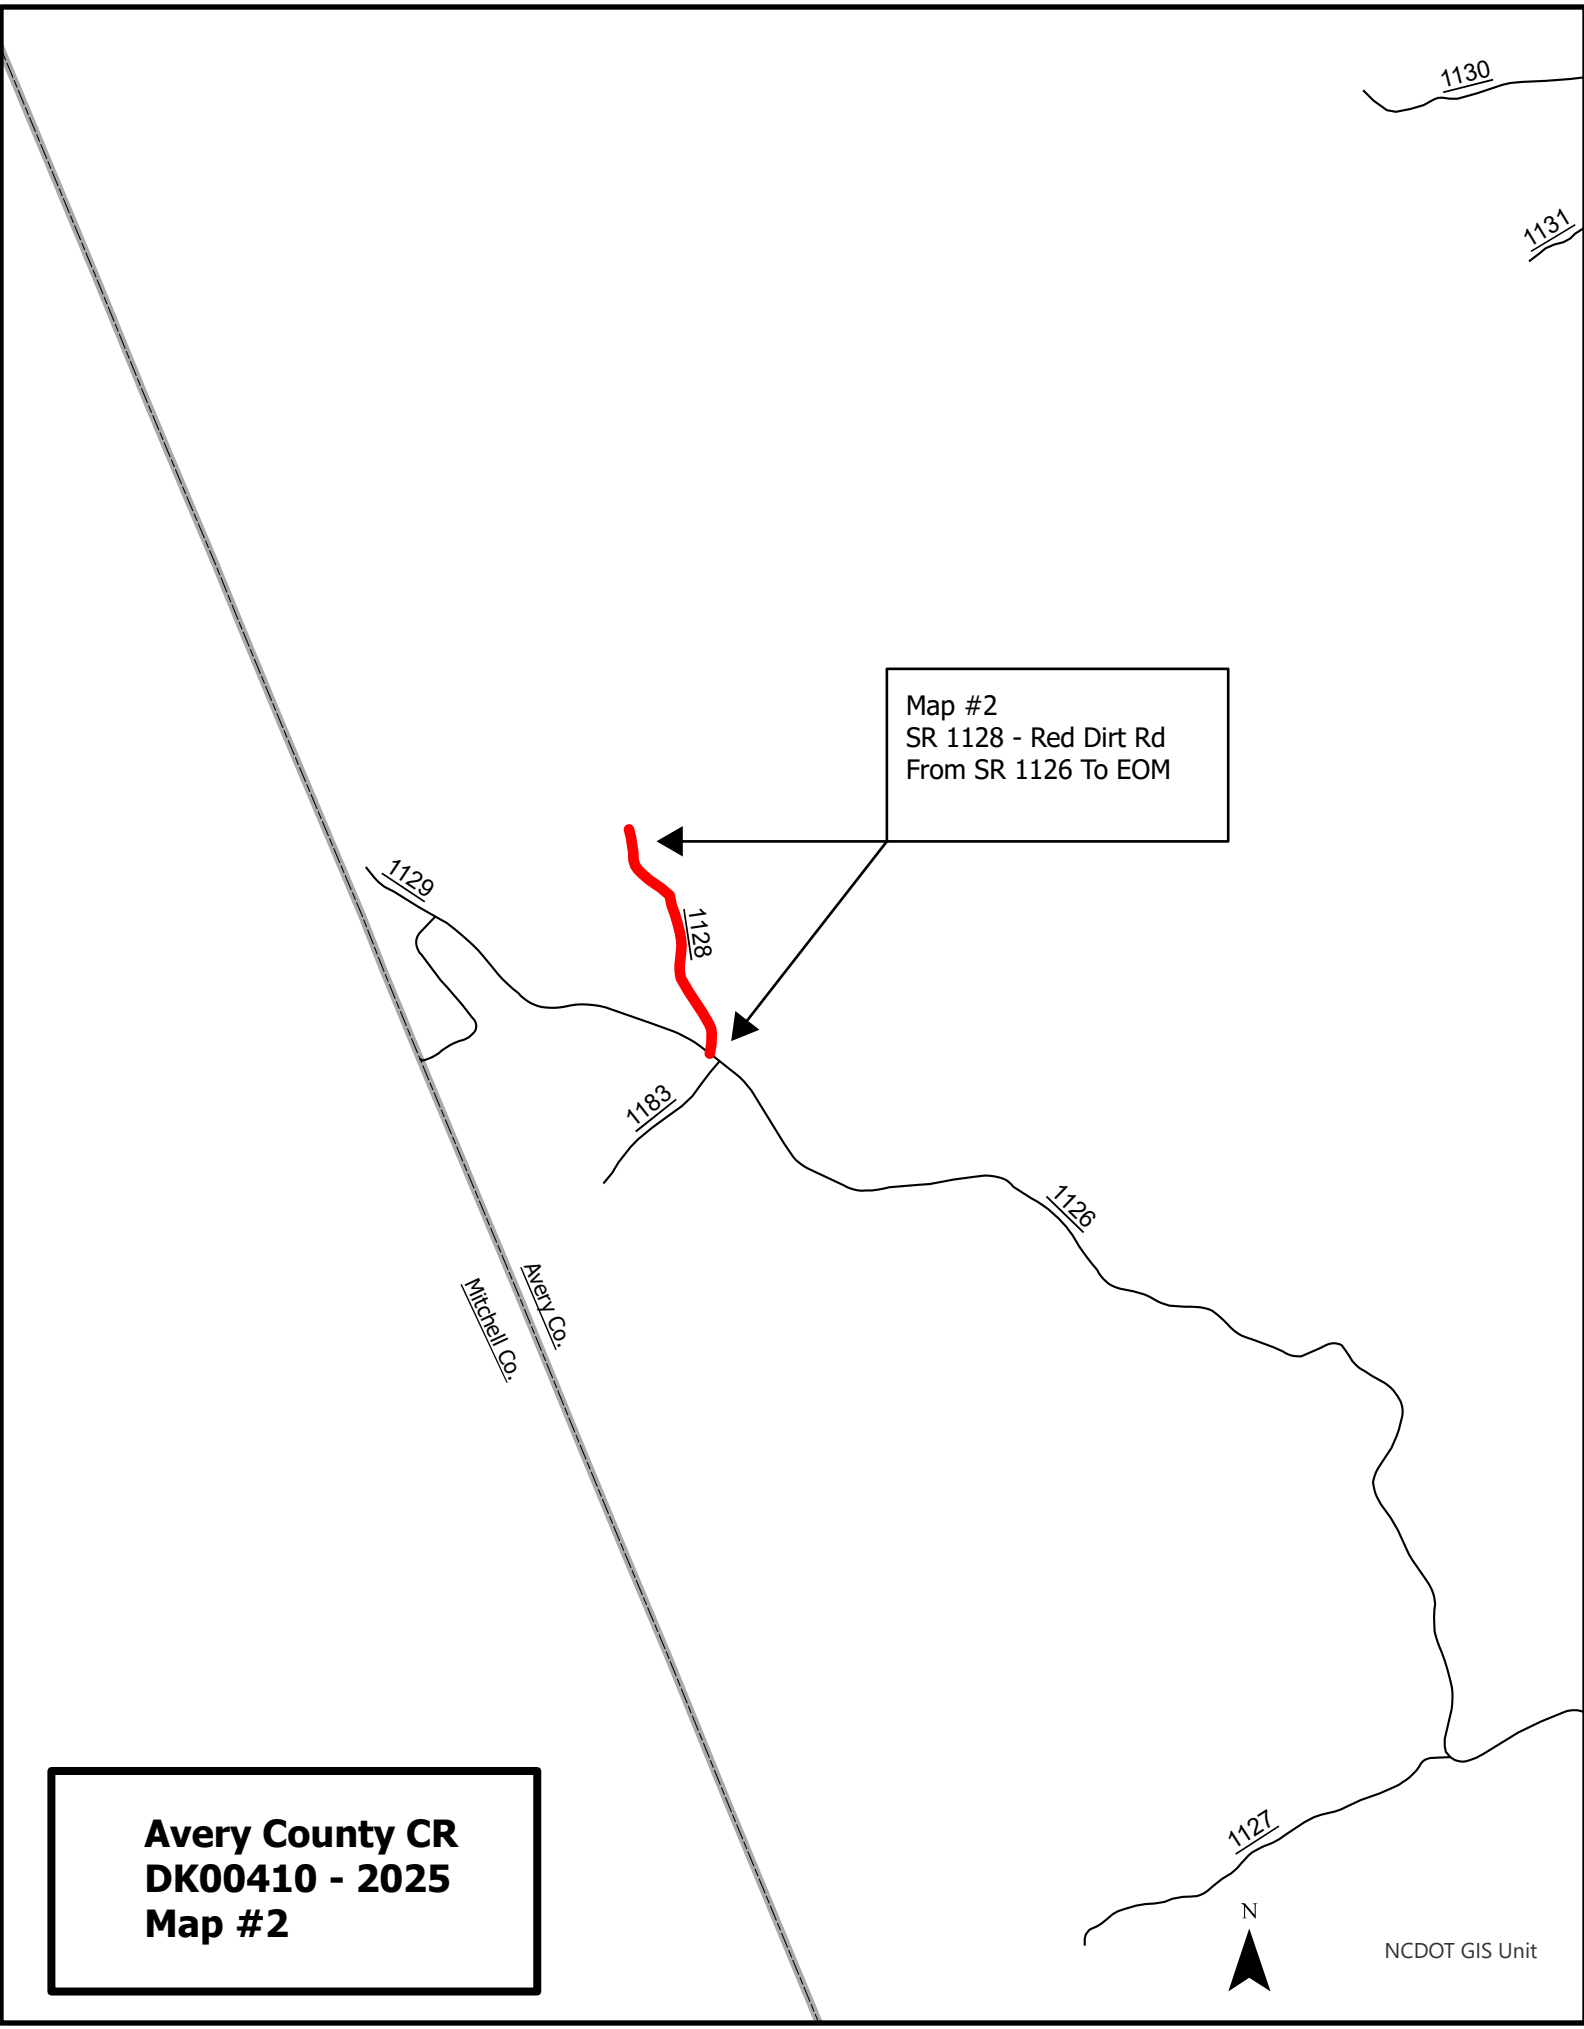 1130
1131
Map #2
SR 1128 - Red Dirt Rd
From SR 1126 To EOM
1129
1128
1183
1126
Avery Co.
Mitchell Co.
1127
Avery County CR
DK00410 - 2025
Map #2
N
NCDOT GIS Unit